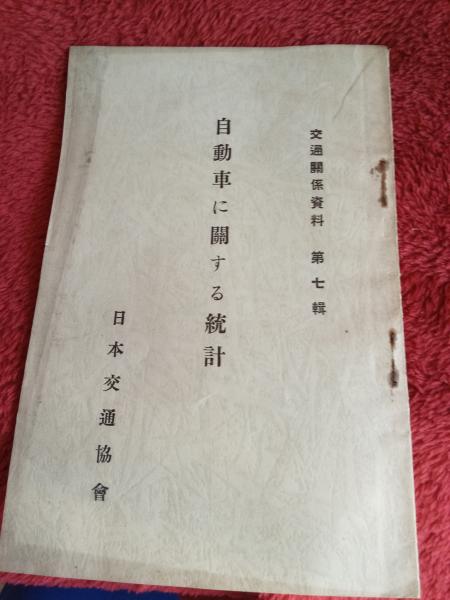 交通關係資料 第七輯
自動車に關する統計
日本交通協會